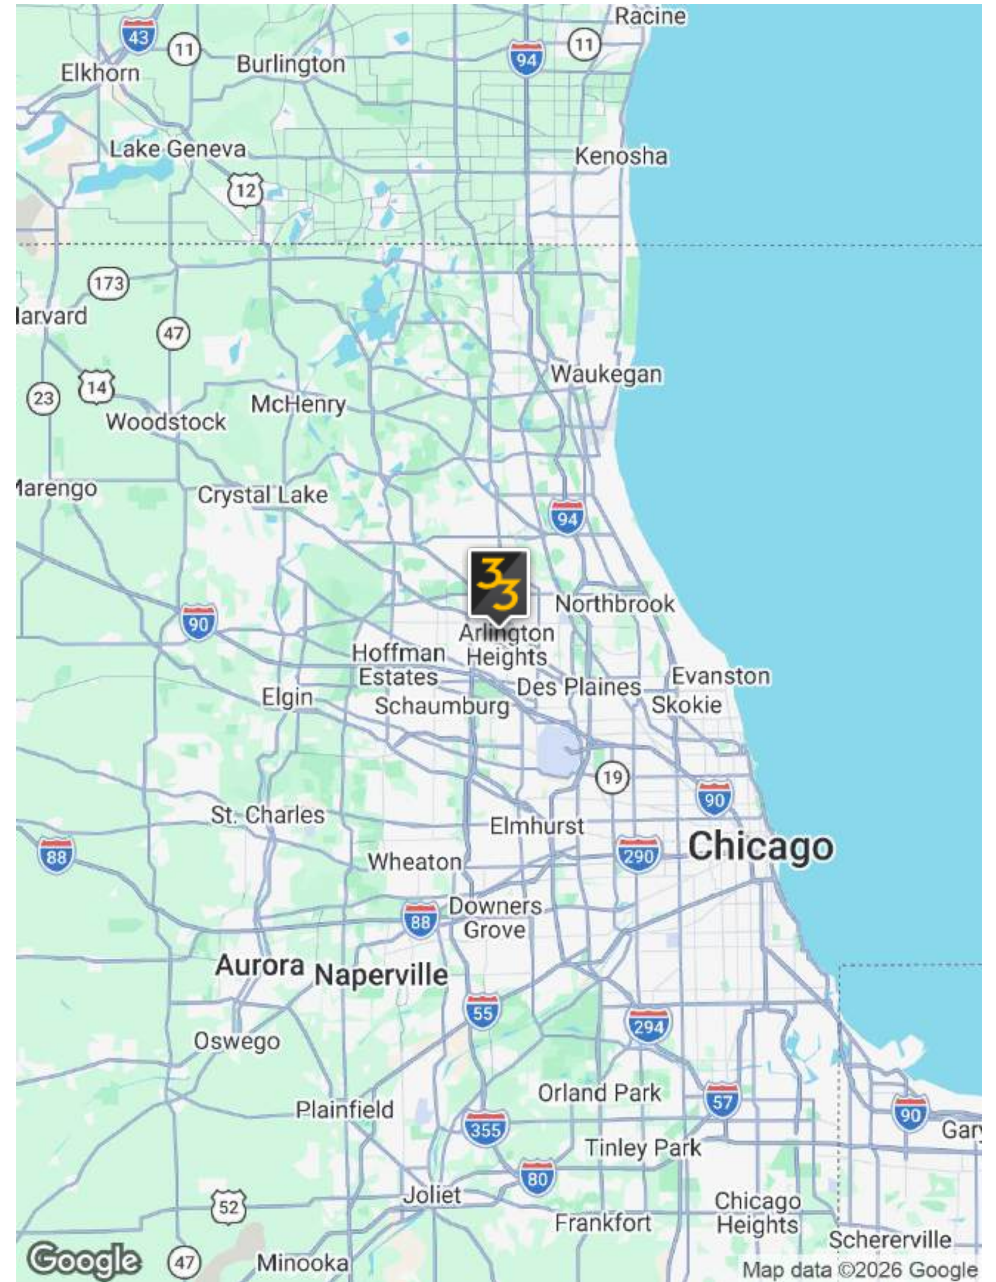 Racine
43
11
94
11
Elkhorn
Burlington
Lake Geneva
Kenosha
12
173
arvard
47
Waukegan
14
23
McHenry
Woodstock
Marengo
Crystal Lake
94
33
Northbrook
90
Arlington
Heights
Hoffman
Estates
Evanston
Des Plaines
Elgin
Schaumburg
Skokie
19
90
St. Charles
Elmhurst
Chicago
88
290
Wheaton
Downers
Grove
88
Aurora
Naperville
55
294
Oswego
Orland Park
57
Plainfield
90
355
Gary
Tinley Park
80
Joliet
52
Chicago
Heights
Frankfort
Schererville
Google
47
Minooka
Map data ©2026 Google